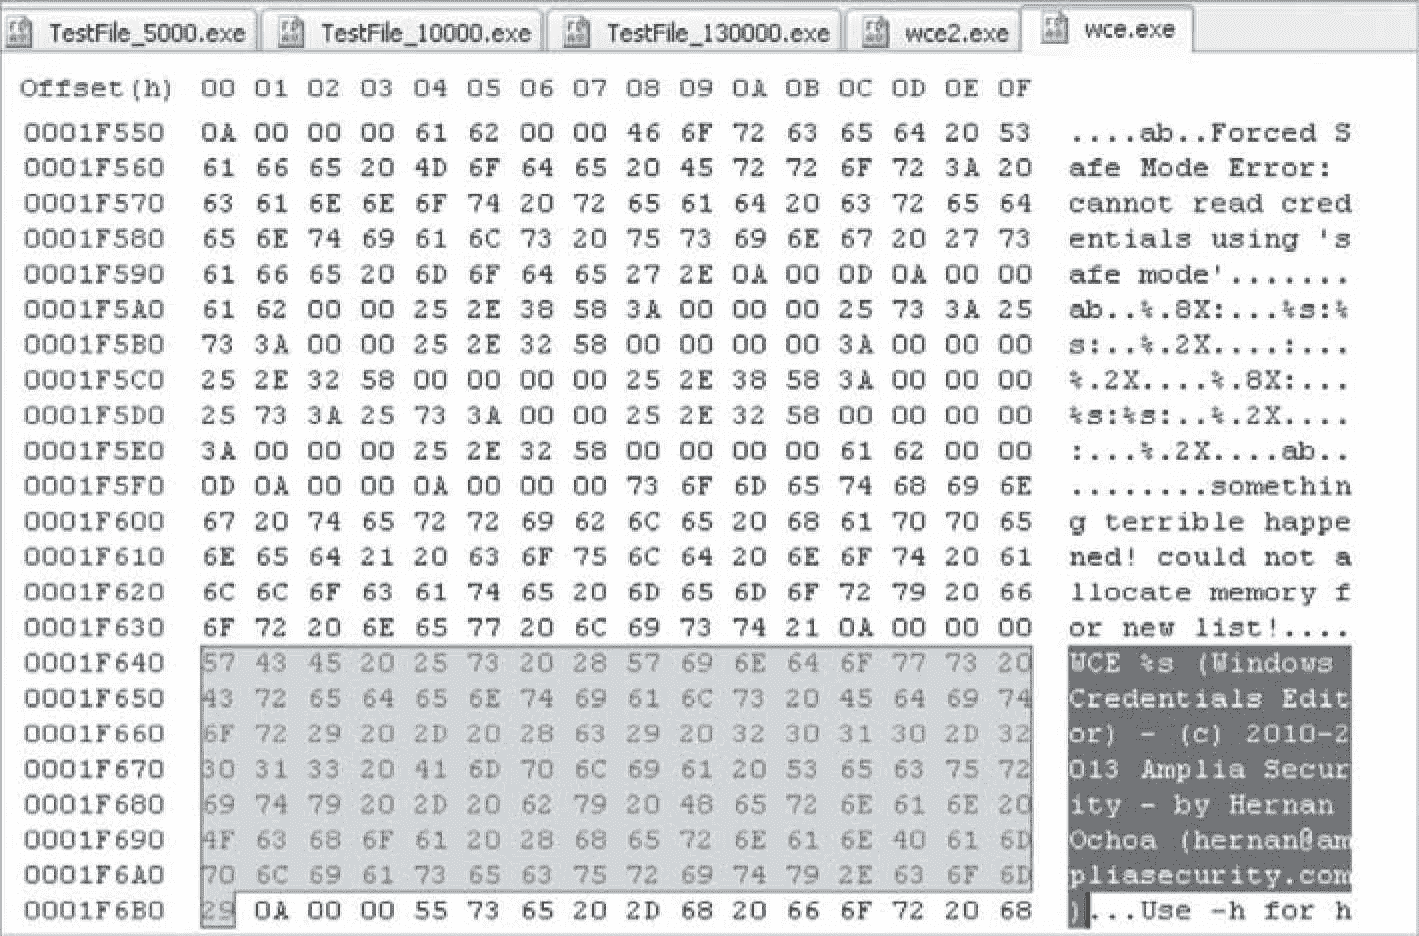 TestFile_5000.exe TestFile_10000.exe TestFile_130000.exe wce2.exe wce.exe
Offset(h) 00 01 02 03 04 05 06 07 08 09 0A 0B 0C 0D 0E 0F
0001F550 0A 00 00 00 61 62 00 00 46 6F 72 63 65 64 20 53 ....ab..Forced S
0001F560 61 66 65 20 4D 6F 64 65 20 45 72 72 6F 72 3A 20 afe Mode Error:
0001F570 63 61 6E 6E 6F 74 20 72 65 61 64 20 63 72 65 64 cannot read cred
0001F580 65 6E 74 69 61 6C 73 20 75 73 69 6E 67 20 27 73 entials using 's
0001F590 61 66 65 20 6D 6F 64 65 27 2E 0A 00 0D 0A 00 00 afe mode'.......
0001F5A0 61 62 00 00 25 2E 38 58 3A 00 00 00 25 73 3A 25 ab..%.8X:...%s:%
0001F5B0 73 3A 00 00 25 2E 32 58 00 00 00 00 3A 00 00 00 s:..%.2X....:...
0001F5C0 25 2E 32 58 00 00 00 00 25 2E 38 58 3A 00 00 00 %.2X....%.8X:...
0001F5D0 25 73 3A 25 73 3A 00 00 25 2E 32 58 00 00 00 00 %s:%s:..%.2X....
0001F5E0 3A 00 00 00 25 2E 32 58 00 00 00 00 61 62 00 00 :...%.2X....ab..
0001F5F0 0D 0A 00 00 0A 00 00 00 73 6F 6D 65 74 68 69 6E ........somethin
0001F600 67 20 74 65 72 72 69 62 6C 65 20 68 61 70 70 65 g terrible happe
0001F610 6E 65 64 21 20 63 6F 75 6C 64 20 6E 6F 74 20 61 ned! could not a
0001F620 6C 6C 6F 63 61 74 65 20 6D 65 6D 6F 72 79 20 66 llocate memory f
0001F630 6F 72 20 6E 65 77 20 6C 69 73 74 21 0A 00 00 00 or new list!....
0001F640 57 43 45 20 25 73 20 28 57 69 6E 64 6F 77 73 20 WCE %s (Windows
0001F650 43 72 65 64 65 6E 74 69 61 6C 73 20 45 64 69 74 Credentials Edit
0001F660 6F 72 29 20 2D 20 28 63 29 20 32 30 31 30 2D 32 or) - (c) 2010-2
0001F670 30 31 33 20 41 6D 70 6C 69 61 20 53 65 63 75 72 013 Amplia Secur
0001F680 69 74 79 20 2D 20 62 79 20 48 65 72 6E 61 6E 20 ity - by Hernan
0001F690 4F 63 68 6F 61 20 28 68 65 72 6E 61 6E 40 61 6D Ochoa (hernan@am
0001F6A0 70 6C 69 61 73 65 63 75 72 69 74 79 2E 63 6F 6D pliasecurity.com
0001F6B0 29 0A 00 00 55 73 65 20 2D 68 20 66 6F 72 20 68 )...Use -h for h